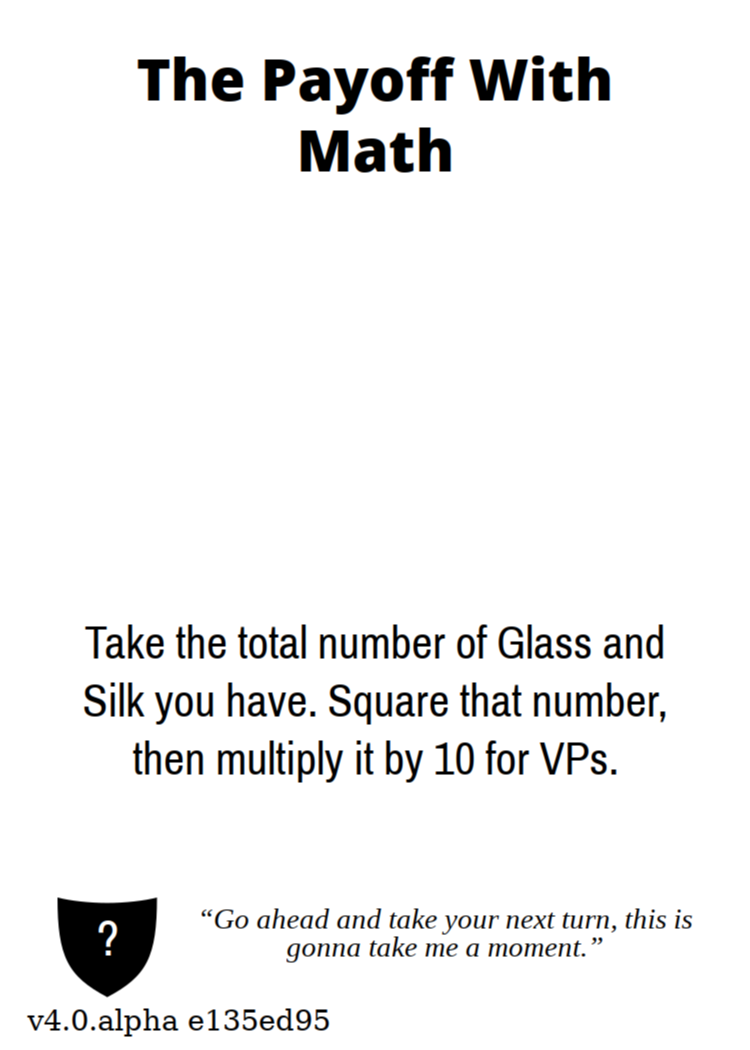 The Payoff With
Math
Take the total number of Glass and
Silk you have. Square that number,
then multiply it by 10 for VPs.
?
“Go ahead and take your next turn, this is
gonna take me a moment.”
v4.0.alpha e135ed95